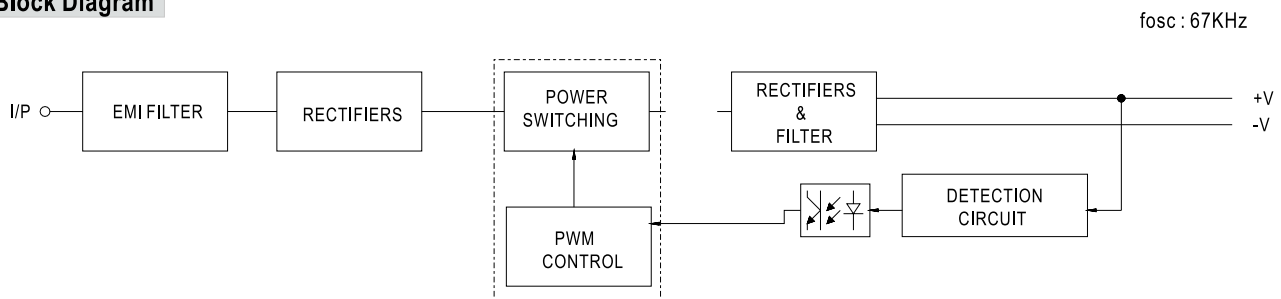 Block Diagram
fosc : 67KHz
I/P
EMI FILTER
RECTIFIERS
POWER
SWITCHING
RECTIFIERS
&
FILTER
+V
-V
PWM
CONTROL
DETECTION
CIRCUIT